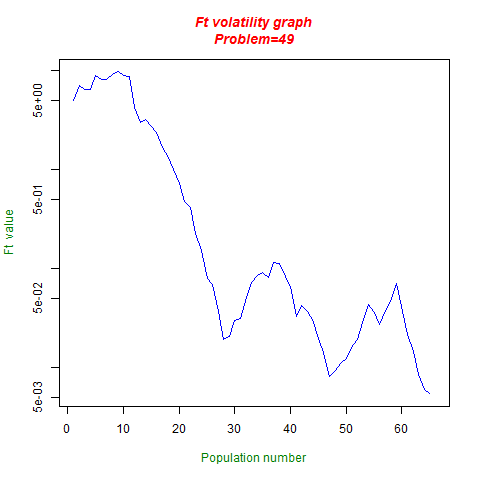 Ft volatility graph
Problem=49
5e+00
5e-01
5e-02
5e-03
Ft value
0 10 20 30 40 50 60
Population number